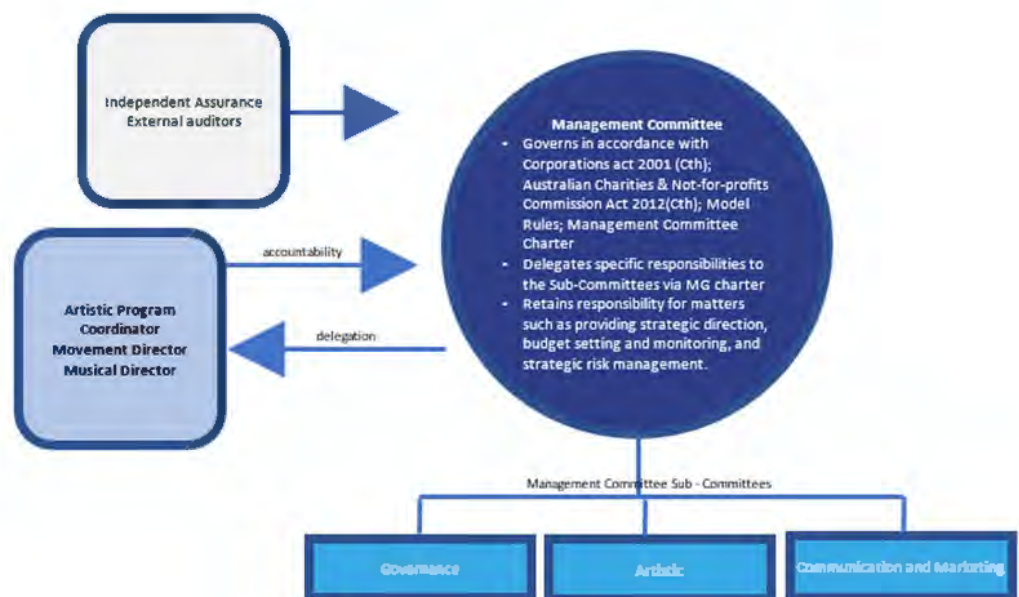 Independent Assurance
External auditors
Management Committee
• Governs in accordance with
Corporations act 2001 (Cth);
Australian Charities & Not-for-profits
Commission Act 2012(Cth); Model
Rules; Management Committee
Charter
• Delegates specific responsibilities to
the Sub-Committees via MG charter
• Retains responsibility for matters
such as providing strategic direction,
budget setting and monitoring, and
strategic risk management.
accountability
Artistic Program
Coordinator
Movement Director
Musical Director
delegation
Management Committee Sub - Committees
Governance
Artistic
Communication and Marketing